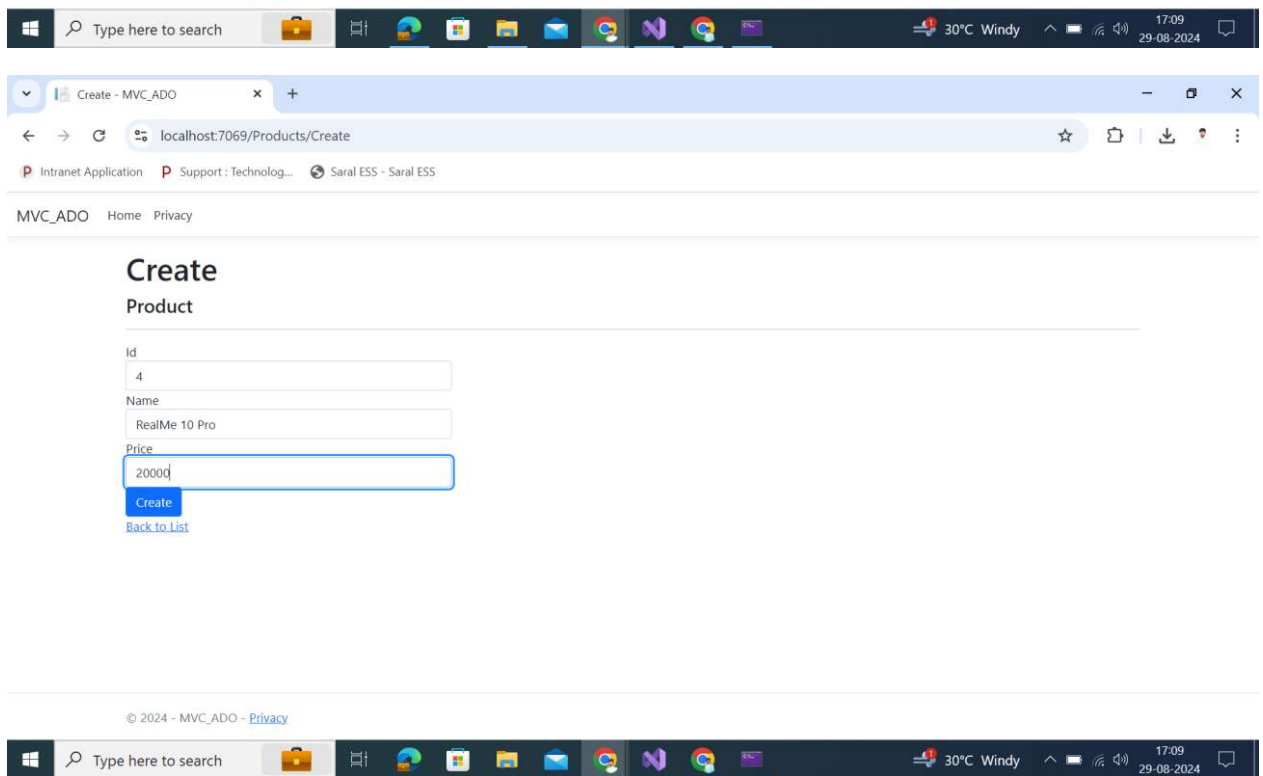 Type here to search 30°C Windy 17:09
29-08-2024
Create - MVC_ADO
localhost:7069/Products/Create
Intranet Application Support : Technolog... Saral ESS - Saral ESS
MVC_ADO Home Privacy
Create
Product
Id
4
Name
RealMe 10 Pro
Price
20000
Create
Back to List
© 2024 - MVC_ADO - Privacy
Type here to search 30°C Windy 17:09
29-08-2024